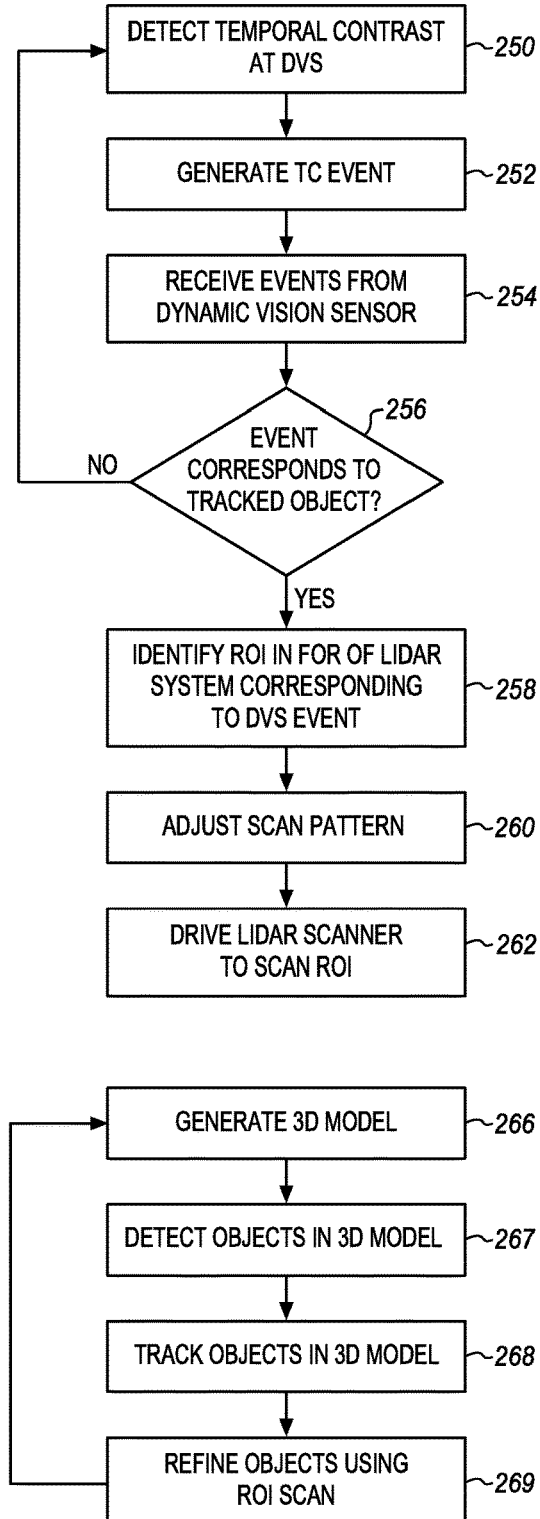 DETECT TEMPORAL CONTRAST
AT DVS
250
GENERATE TC EVENT
252
RECEIVE EVENTS FROM
DYNAMIC VISION SENSOR
254
256
EVENT
CORRESPONDS TO
TRACKED OBJECT?
NO
YES
IDENTIFY ROI IN FOR OF LIDAR
SYSTEM CORRESPONDING
TO DVS EVENT
258
ADJUST SCAN PATTERN
260
DRIVE LIDAR SCANNER
TO SCAN ROI
262
GENERATE 3D MODEL
266
DETECT OBJECTS IN 3D MODEL
267
TRACK OBJECTS IN 3D MODEL
268
REFINE OBJECTS USING
ROI SCAN
269